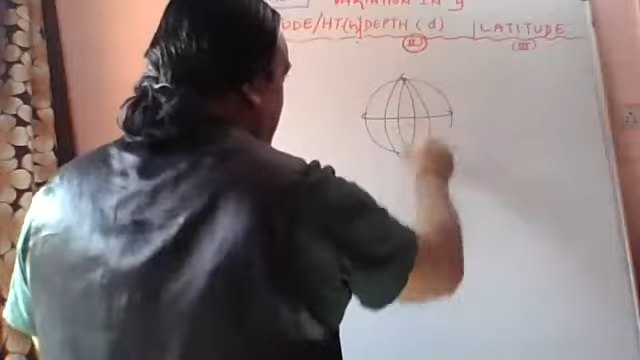 VARIATION IN g
UDE/HT(h) DEPTH (d) LATITUDE
(II) (III)